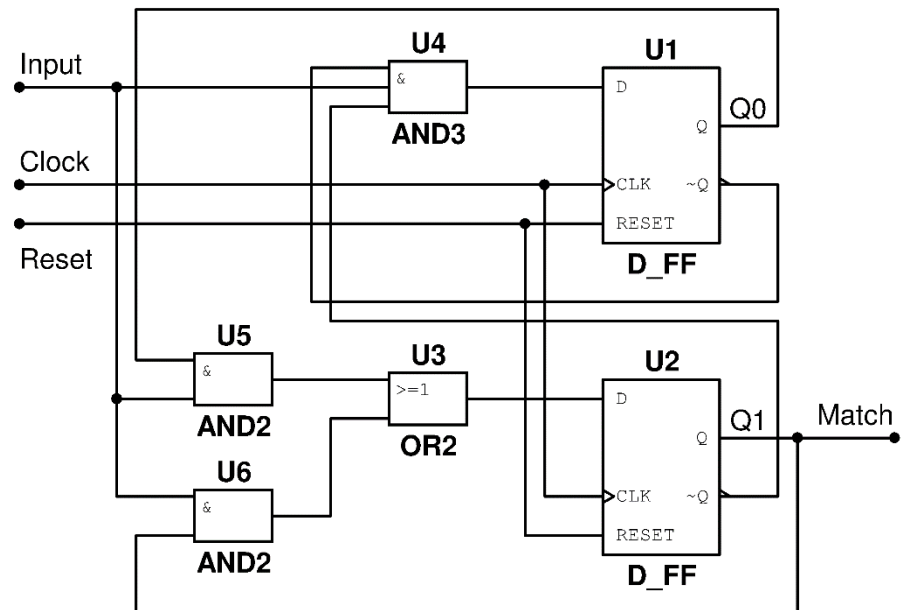 U4
U1
Input
&
D
Q0
Q
AND3
Clock
CLK
~Q
RESET
Reset
D_FF
U5
U3
U2
&
>=1
D
Q1
Match
Q
AND2
OR2
U6
&
CLK
~Q
RESET
AND2
D_FF